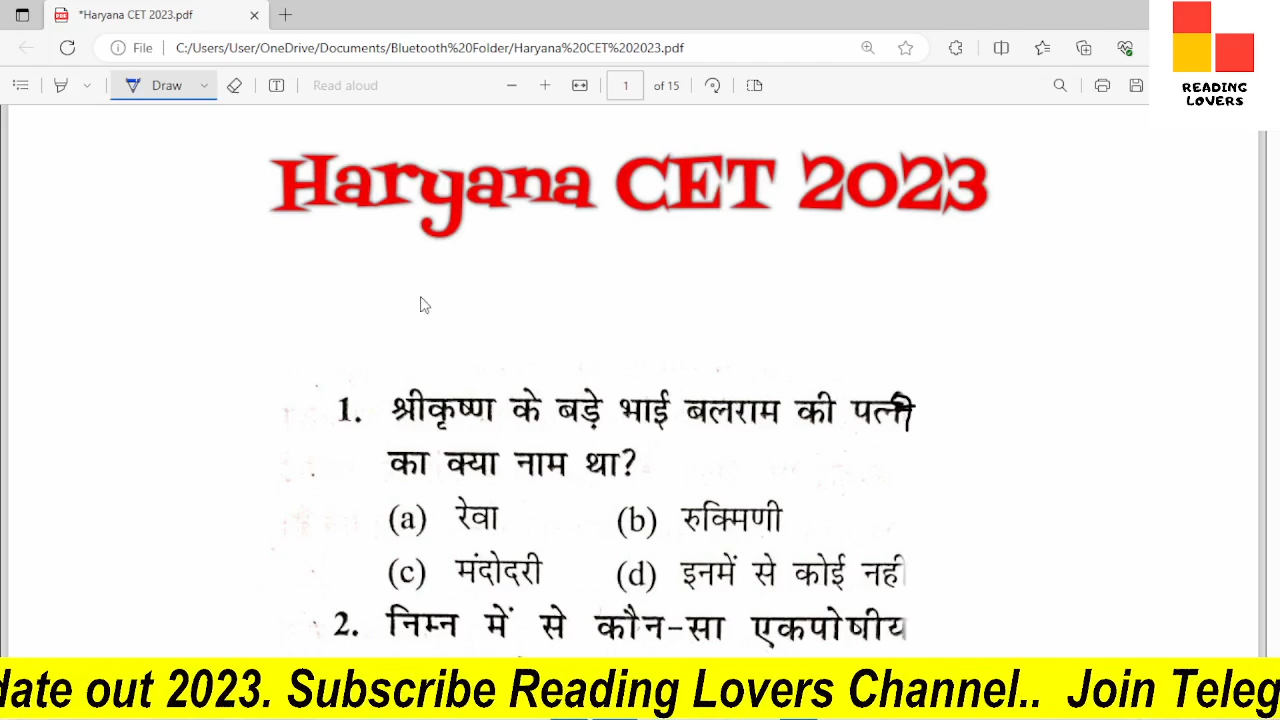 *Haryana CET 2023.pdf
File C:/Users/User/OneDrive/Documents/Bluetooth%20Folder/Haryana%20CET%202023.pdf
Draw Read aloud 1 of 15
READING
LOVERS
Haryana CET 2023
1. श्रीकृष्ण के बड़े भाई बलराम की पत्नी
का क्या नाम था?
(a) रेवा (b) रुक्मिणी
(c) मंदोदरी (d) इनमें से कोई नही
2. निम्न में से कौन-सा एकपोषीय
date out 2023. Subscribe Reading Lovers Channel.. Join Teleg